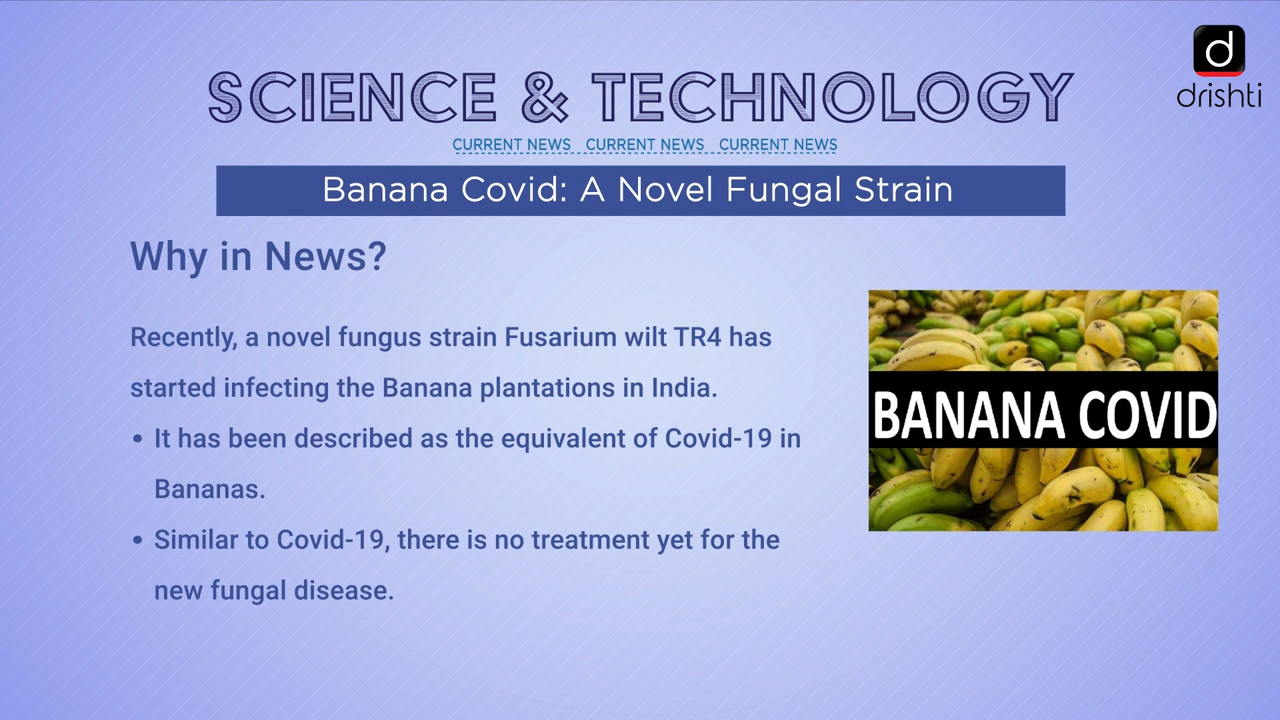 d
drishti
SCIENCE & TECHNOLOGY
CURRENT NEWS CURRENT NEWS CURRENT NEWS
Banana Covid: A Novel Fungal Strain
Why in News?
Recently, a novel fungus strain Fusarium wilt TR4 has
started infecting the Banana plantations in India.
• It has been described as the equivalent of Covid-19 in
Bananas.
• Similar to Covid-19, there is no treatment yet for the
new fungal disease.
BANANA COVID